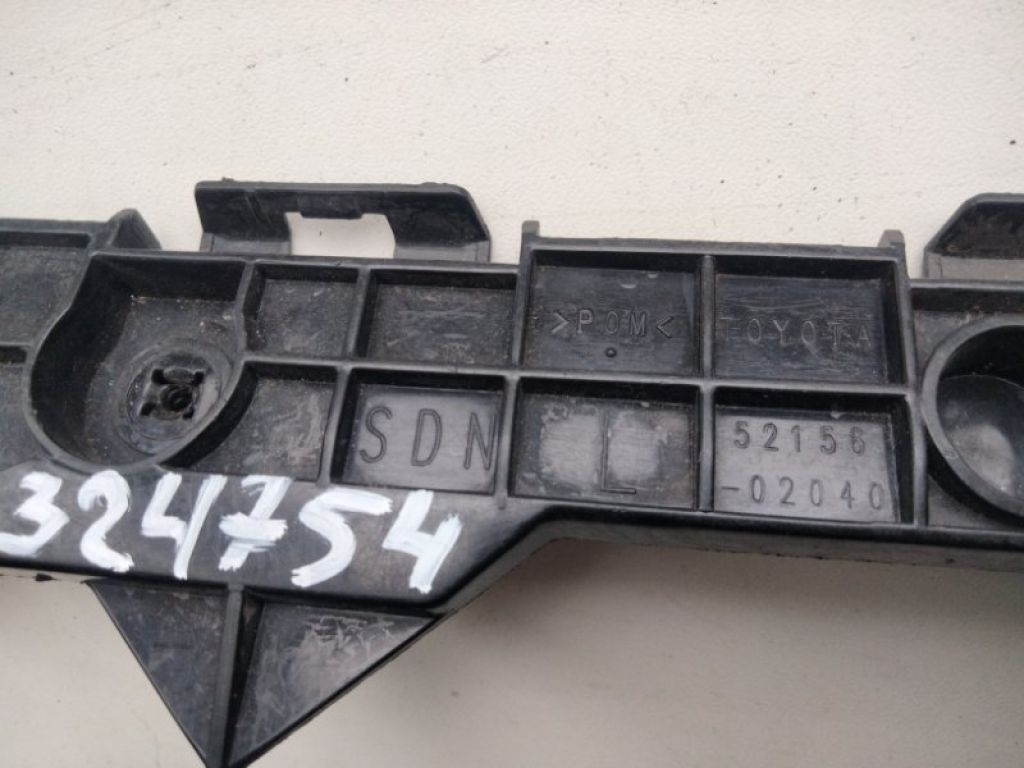 >POM<
TOYOTA
SDN
L
52156
-02040
324754